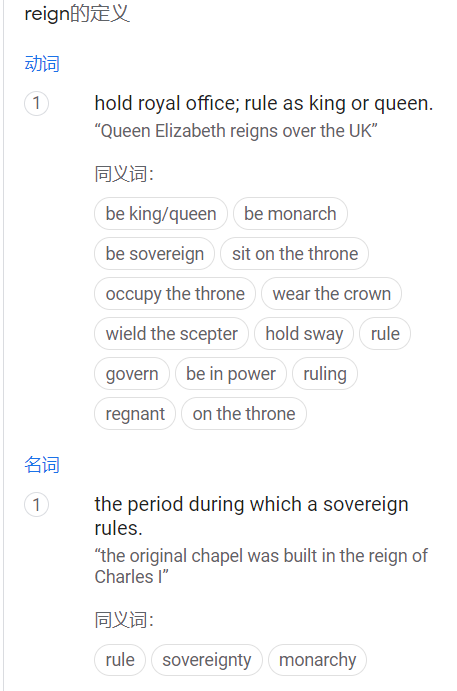 reign的定义
动词
1 hold royal office; rule as king or queen.
“Queen Elizabeth reigns over the UK”
同义词：
be king/queen be monarch
be sovereign sit on the throne
occupy the throne wear the crown
wield the scepter hold sway rule
govern be in power ruling
regnant on the throne
名词
1 the period during which a sovereign
rules.
“the original chapel was built in the reign of
Charles I”
同义词：
rule sovereignty monarchy